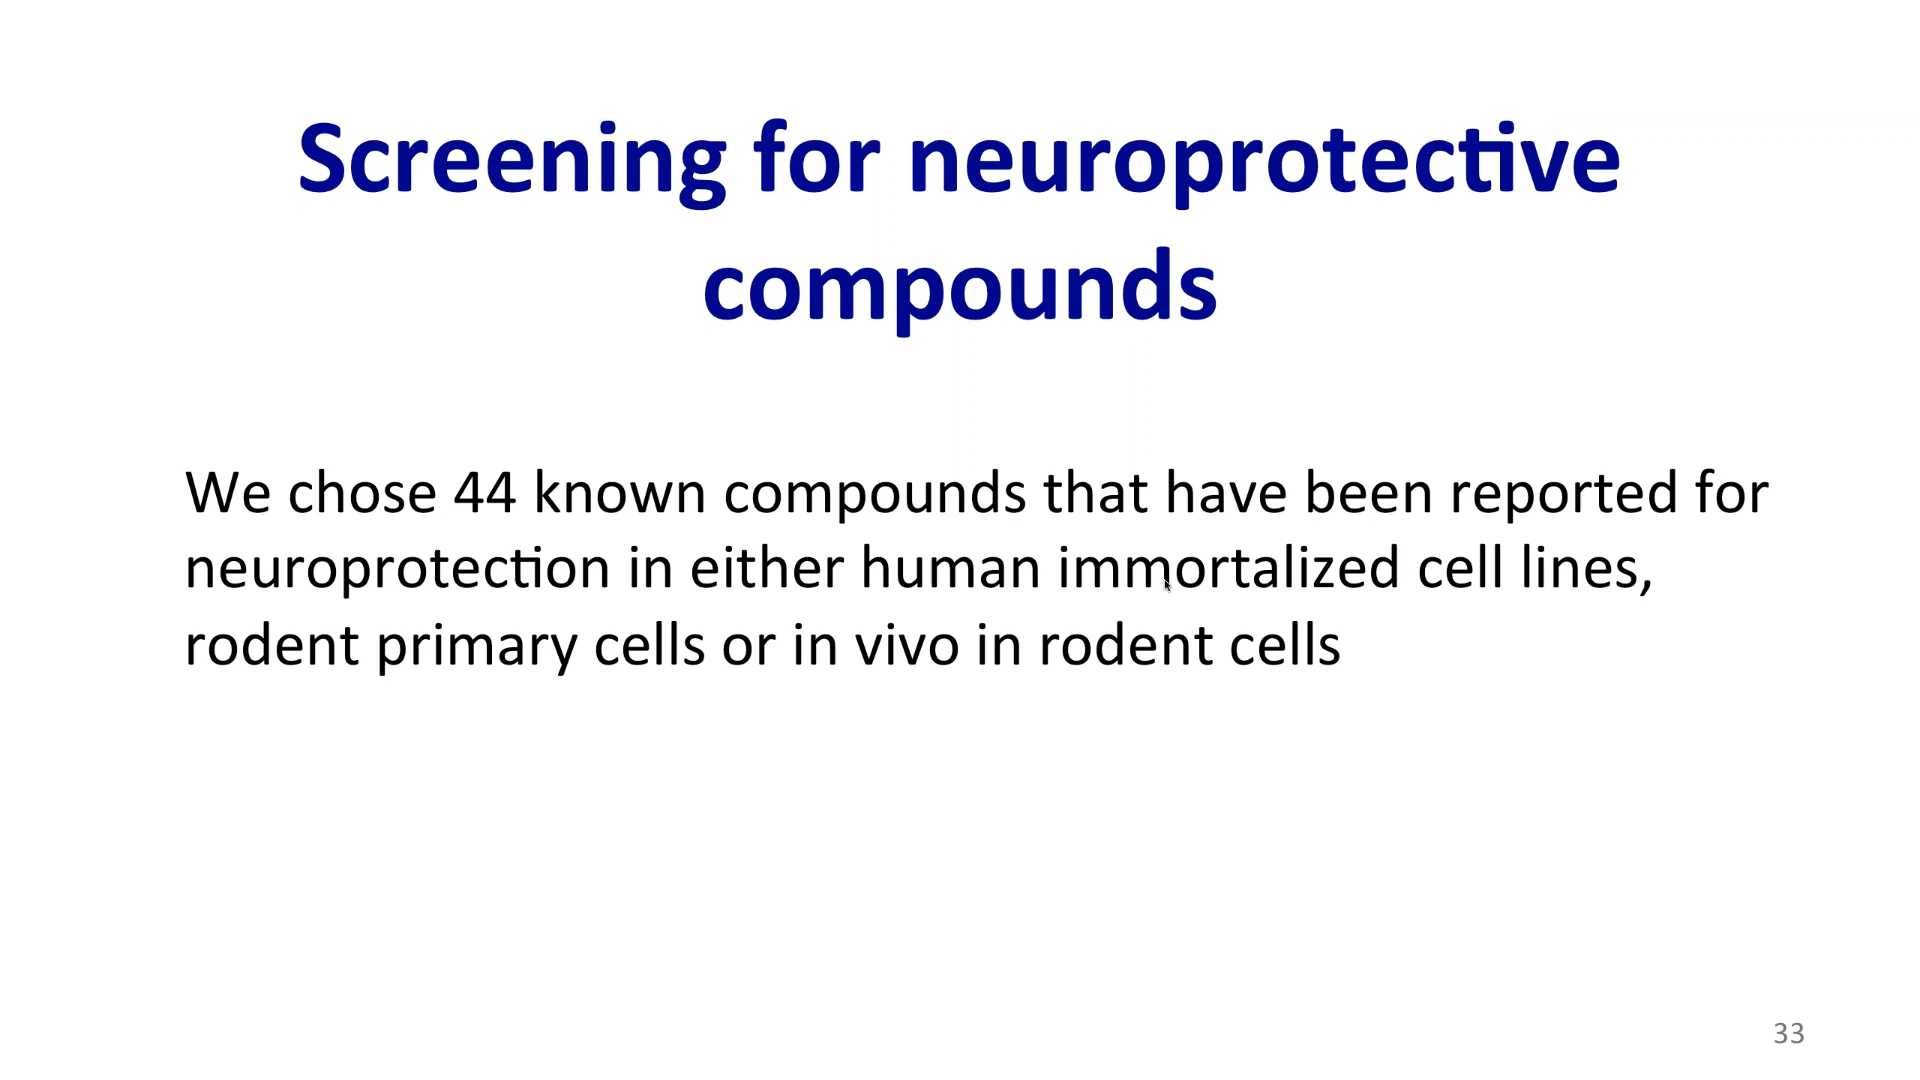 Screening for neuroprotective
compounds
We chose 44 known compounds that have been reported for
neuroprotection in either human immortalized cell lines,
rodent primary cells or in vivo in rodent cells
33